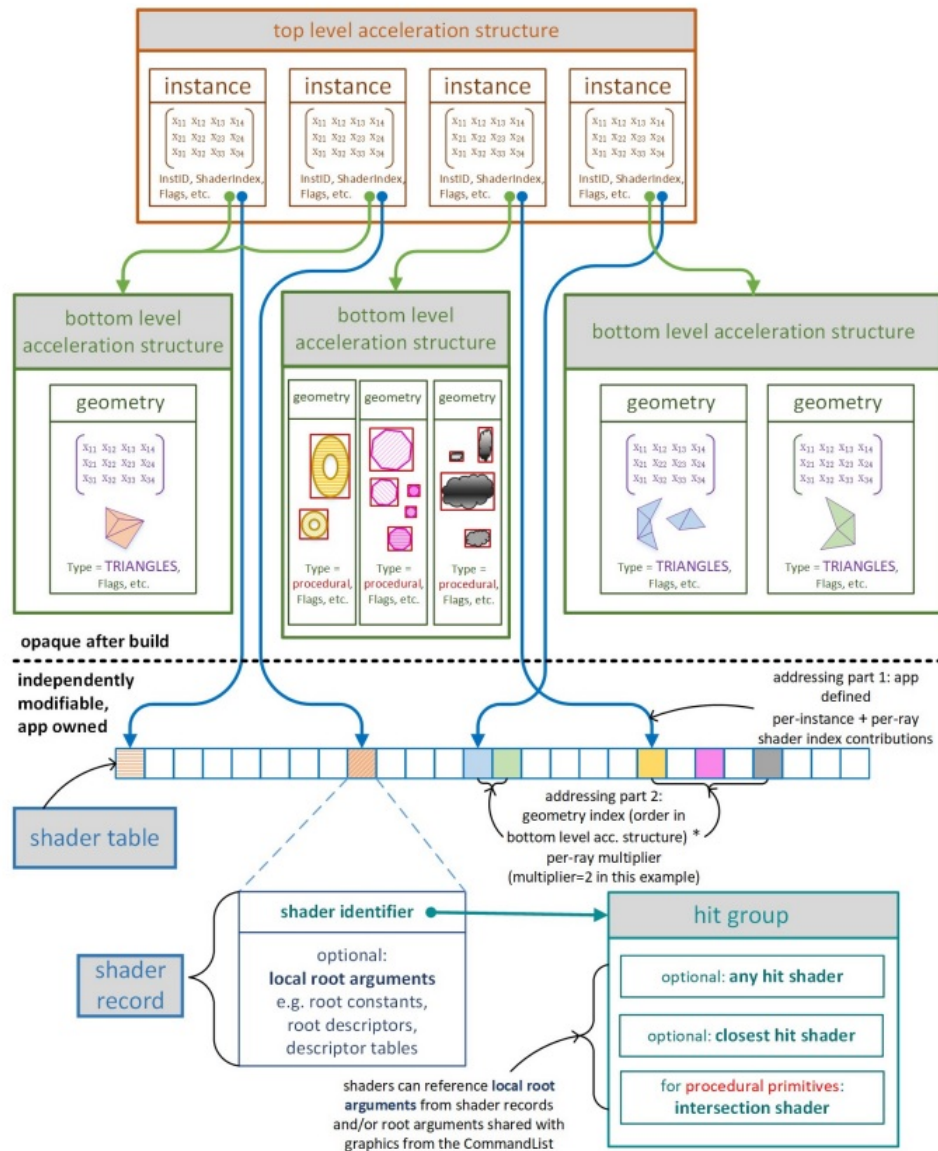 top level acceleration structure
instance
x11 x12 x13 x14
x21 x22 x23 x24
x31 x32 x33 x34
InstID, ShaderIndex,
Flags, etc.
instance
x11 x12 x13 x14
x21 x22 x23 x24
x31 x32 x33 x34
InstID, ShaderIndex,
Flags, etc.
instance
x11 x12 x13 x14
x21 x22 x23 x24
x31 x32 x33 x34
InstID, ShaderIndex,
Flags, etc.
instance
x11 x12 x13 x14
x21 x22 x23 x24
x31 x32 x33 x34
InstID, ShaderIndex,
Flags, etc.
bottom level
acceleration structure
geometry
x11 x12 x13 x14
x21 x22 x23 x24
x31 x32 x33 x34
Type = TRIANGLES,
Flags, etc.
bottom level
acceleration structure
geometry
Type =
procedural,
Flags, etc.
geometry
Type =
procedural,
Flags, etc.
geometry
Type =
procedural,
Flags, etc.
bottom level acceleration structure
geometry
x11 x12 x13 x14
x21 x22 x23 x24
x31 x32 x33 x34
Type = TRIANGLES,
Flags, etc.
geometry
x11 x12 x13 x14
x21 x22 x23 x24
x31 x32 x33 x34
Type = TRIANGLES,
Flags, etc.
opaque after build
independently
modifiable,
app owned
addressing part 1: app
defined
per-instance + per-ray
shader index contributions
shader table
addressing part 2:
geometry index (order in
bottom level acc. structure) *
per-ray multiplier
(multiplier=2 in this example)
shader
record
shader identifier
optional:
local root arguments
e.g. root constants,
root descriptors,
descriptor tables
hit group
optional: any hit shader
optional: closest hit shader
for procedural primitives:
intersection shader
shaders can reference local root
arguments from shader records
and/or root arguments shared with
graphics from the CommandList